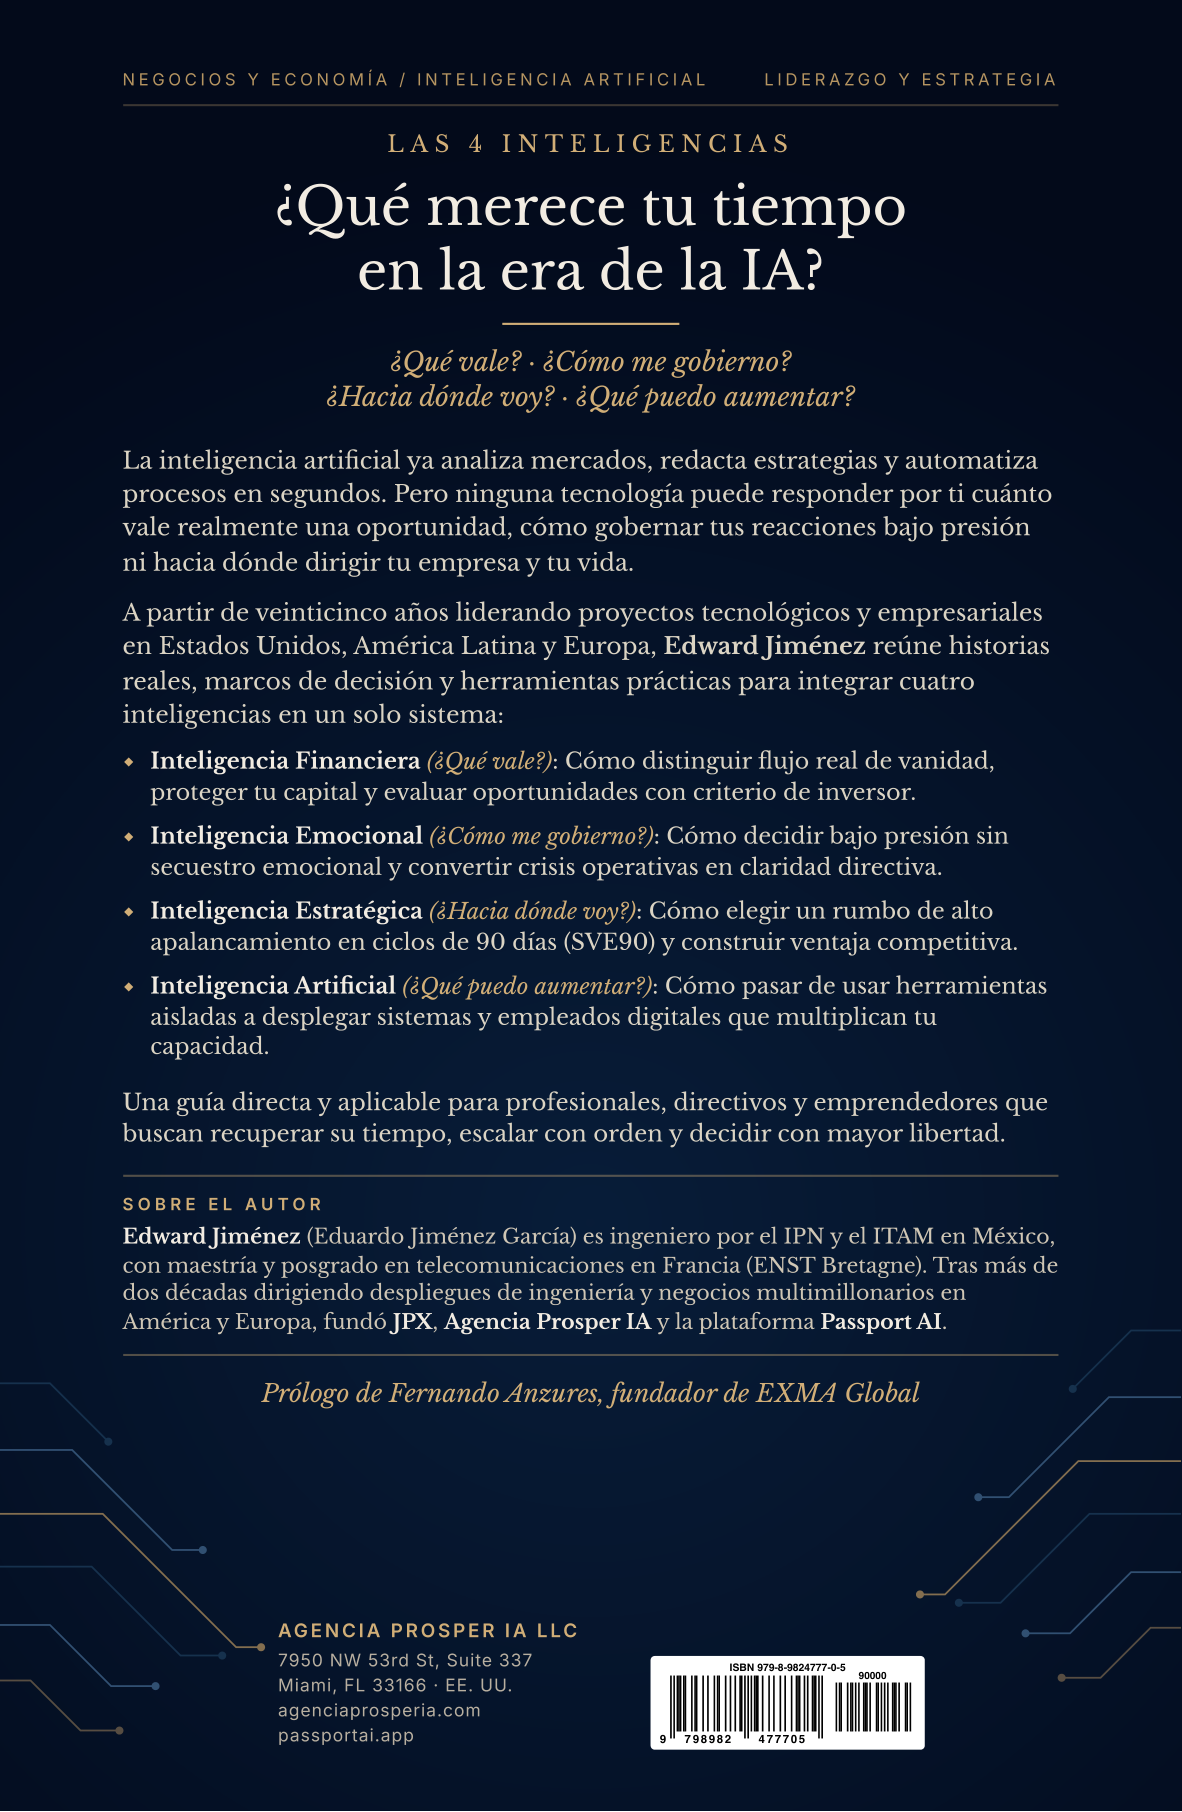 NEGOCIOS Y ECONOMÍA / INTELIGENCIA ARTIFICIAL
LIDERAZGO Y ESTRATEGIA
LAS 4 INTELIGENCIAS
¿Qué merece tu tiempo
en la era de la IA?
¿Qué vale? · ¿Cómo me gobierno?
¿Hacia dónde voy? · ¿Qué puedo aumentar?
La inteligencia artificial ya analiza mercados, redacta estrategias y automatiza
procesos en segundos. Pero ninguna tecnología puede responder por ti cuánto
vale realmente una oportunidad, cómo gobernar tus reacciones bajo presión
ni hacia dónde dirigir tu empresa y tu vida.
A partir de veinticinco años liderando proyectos tecnológicos y empresariales
en Estados Unidos, América Latina y Europa, Edward Jiménez reúne historias
reales, marcos de decisión y herramientas prácticas para integrar cuatro
inteligencias en un solo sistema:
◆ Inteligencia Financiera (¿Qué vale?): Cómo distinguir flujo real de vanidad,
proteger tu capital y evaluar oportunidades con criterio de inversor.
◆ Inteligencia Emocional (¿Cómo me gobierno?): Cómo decidir bajo presión sin
secuestro emocional y convertir crisis operativas en claridad directiva.
◆ Inteligencia Estratégica (¿Hacia dónde voy?): Cómo elegir un rumbo de alto
apalancamiento en ciclos de 90 días (SVE90) y construir ventaja competitiva.
◆ Inteligencia Artificial (¿Qué puedo aumentar?): Cómo pasar de usar herramientas
aisladas a desplegar sistemas y empleados digitales que multiplican tu
capacidad.
Una guía directa y aplicable para profesionales, directivos y emprendedores que
buscan recuperar su tiempo, escalar con orden y decidir con mayor libertad.
SOBRE EL AUTOR
Edward Jiménez (Eduardo Jiménez García) es ingeniero por el IPN y el ITAM en México,
con maestría y posgrado en telecomunicaciones en Francia (ENST Bretagne). Tras más de
dos décadas dirigiendo despliegues de ingeniería y negocios multimillonarios en
América y Europa, fundó JPX, Agencia Prosper IA y la plataforma Passport AI.
Prólogo de Fernando Anzures, fundador de EXMA Global
AGENCIA PROSPER IA LLC
7950 NW 53rd St, Suite 337
Miami, FL 33166 · EE. UU.
agenciaprosperia.com
passportai.app
ISBN 979-8-9824777-0-5
90000
9 798982 477705